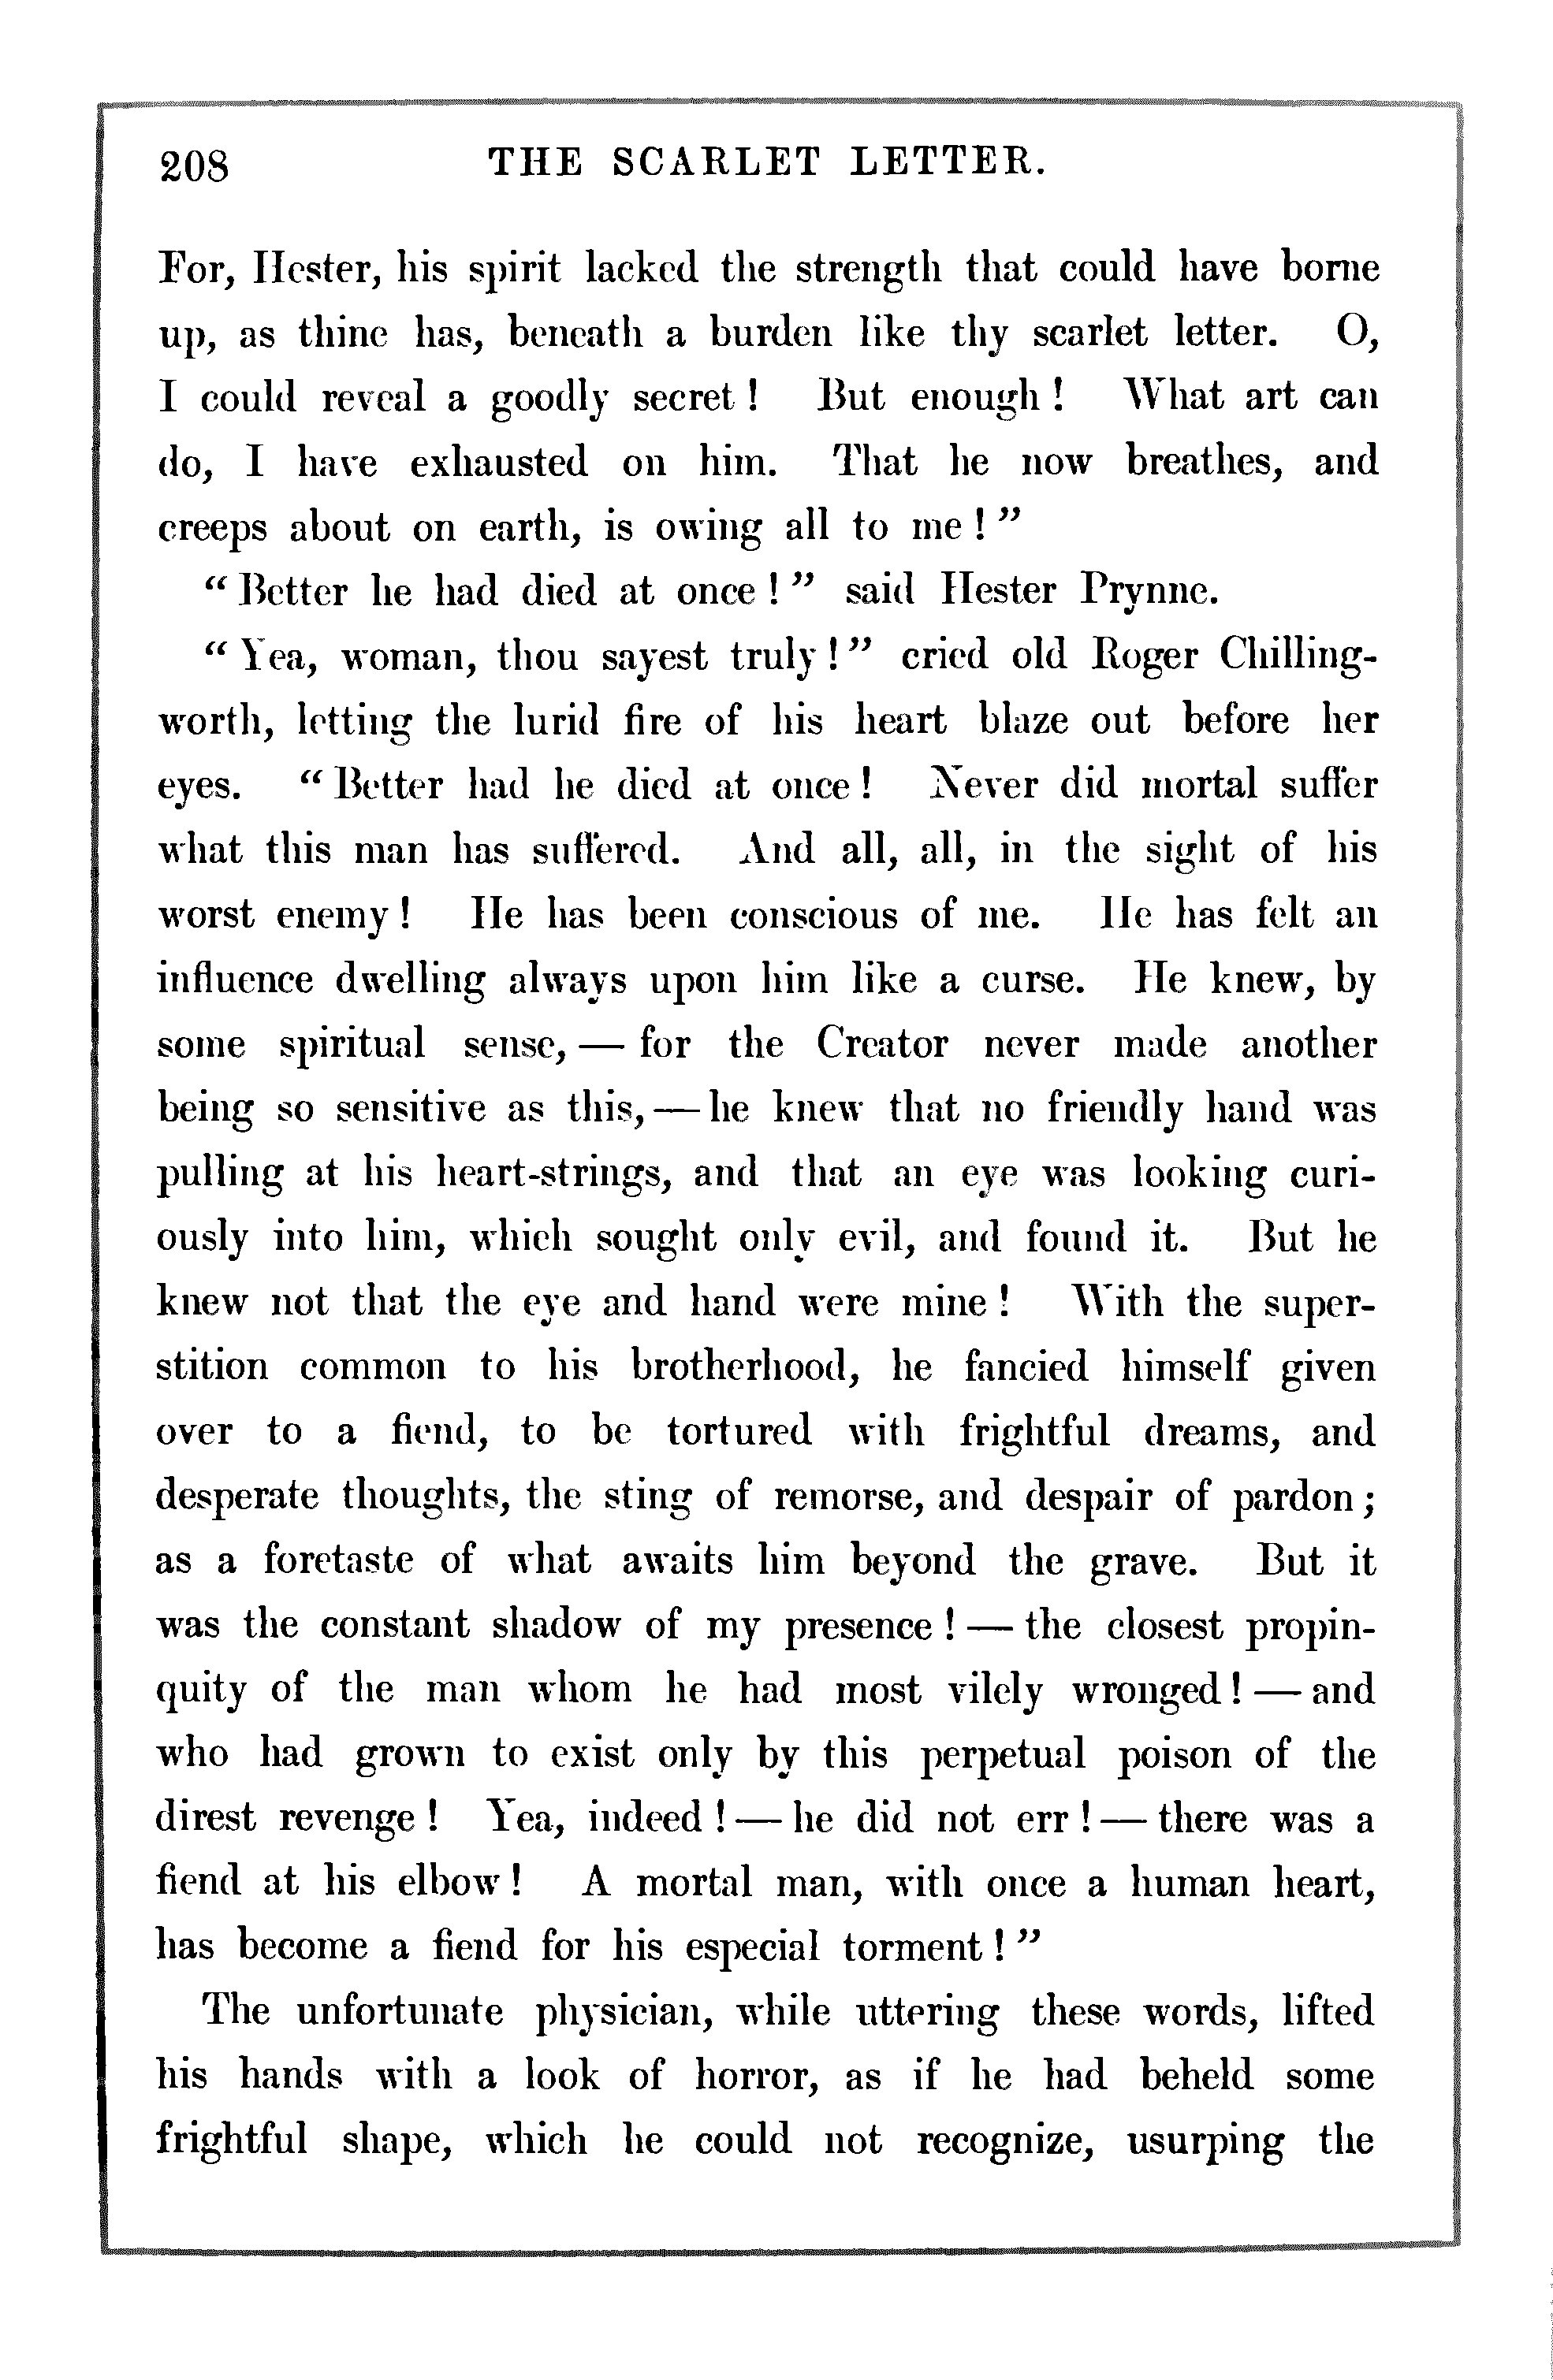 208 THE SCARLET LETTER.
For, Hester, his spirit lacked the strength that could have borne
up, as thine has, beneath a burden like thy scarlet letter. O,
I could reveal a goodly secret ! But enough ! What art can
do, I have exhausted on him. That he now breathes, and
creeps about on earth, is owing all to me ! ”
“ Better he had died at once ! ” said Hester Prynne.
“ Yea, woman, thou sayest truly ! ” cried old Roger Chilling-
worth, letting the lurid fire of his heart blaze out before her
eyes. “ Better had he died at once ! Never did mortal suffer
what this man has suffered. And all, all, in the sight of his
worst enemy ! He has been conscious of me. He has felt an
influence dwelling always upon him like a curse. He knew, by
some spiritual sense, — for the Creator never made another
being so sensitive as this, — he knew that no friendly hand was
pulling at his heart-strings, and that an eye was looking curi-
ously into him, which sought only evil, and found it. But he
knew not that the eye and hand were mine ! With the super-
stition common to his brotherhood, he fancied himself given
over to a fiend, to be tortured with frightful dreams, and
desperate thoughts, the sting of remorse, and despair of pardon ;
as a foretaste of what awaits him beyond the grave. But it
was the constant shadow of my presence ! — the closest propin-
quity of the man whom he had most vilely wronged ! — and
who had grown to exist only by this perpetual poison of the
direst revenge ! Yea, indeed ! — he did not err ! — there was a
fiend at his elbow ! A mortal man, with once a human heart,
has become a fiend for his especial torment ! ”
The unfortunate physician, while uttering these words, lifted
his hands with a look of horror, as if he had beheld some
frightful shape, which he could not recognize, usurping the